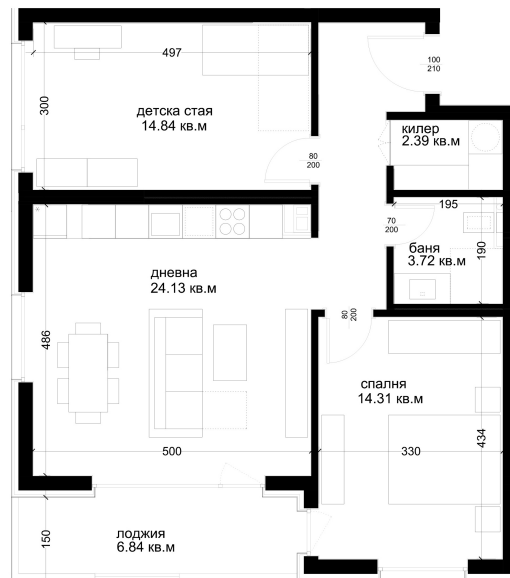 497
300
детска стая
14.84 кв.м
100
210
80
200
килер
2.39 кв.м
195
70
200
баня
3.72 кв.м
190
дневна
24.13 кв.м
486
80
200
спалня
14.31 кв.м
434
500
330
150
лоджия
6.84 кв.м